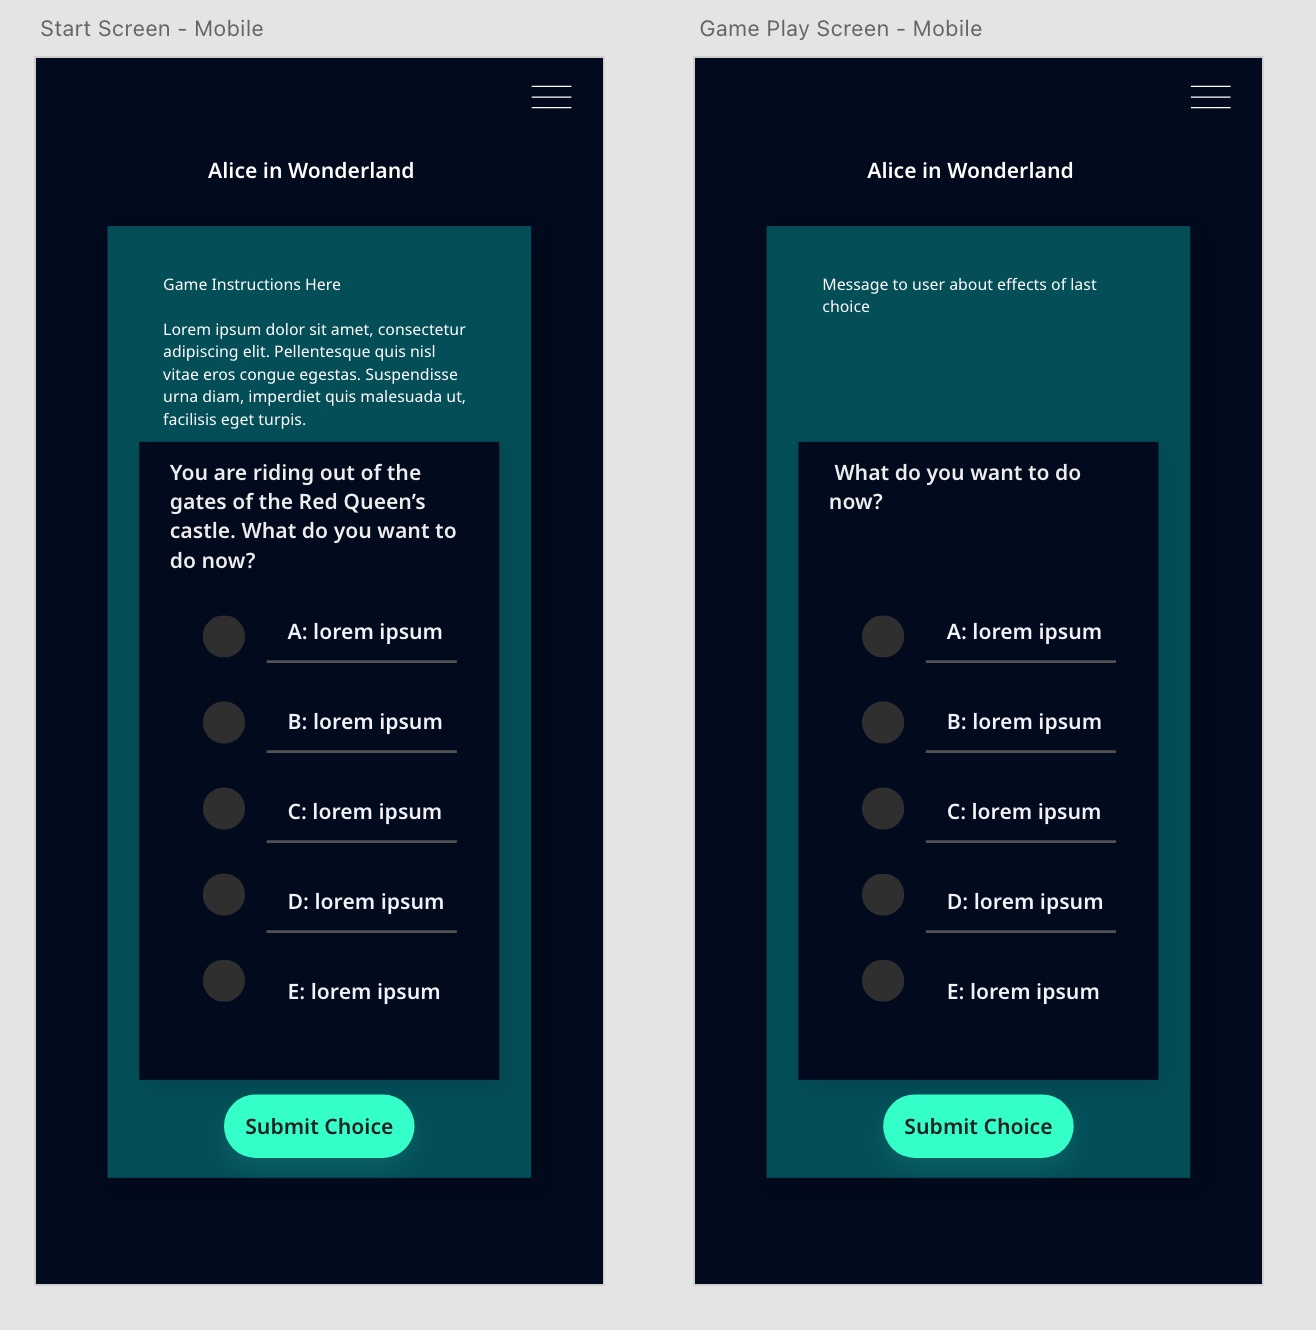 Start Screen - Mobile
Alice in Wonderland
Game Instructions Here
Lorem ipsum dolor sit amet, consectetur
adipiscing elit. Pellentesque quis nisl
vitae eros congue egestas. Suspendisse
urna diam, imperdiet quis malesuada ut,
facilisis eget turpis.
You are riding out of the
gates of the Red Queen’s
castle. What do you want to
do now?
A: lorem ipsum
B: lorem ipsum
C: lorem ipsum
D: lorem ipsum
E: lorem ipsum
Submit Choice
Game Play Screen - Mobile
Alice in Wonderland
Message to user about effects of last
choice
What do you want to do
now?
A: lorem ipsum
B: lorem ipsum
C: lorem ipsum
D: lorem ipsum
E: lorem ipsum
Submit Choice